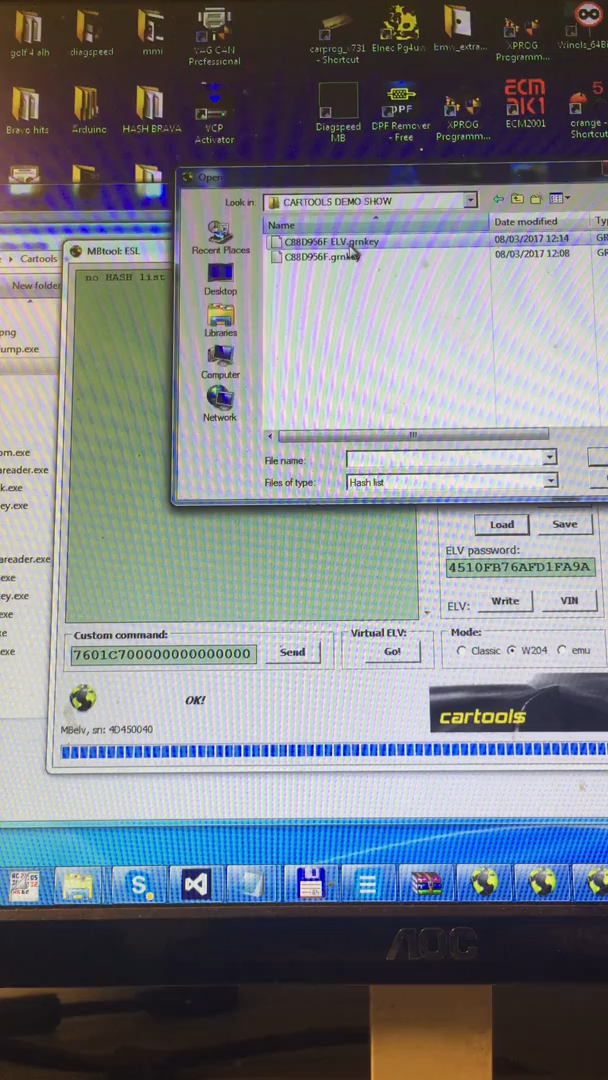 golf 4 alh
diagspeed
mmi
VAG CAN
Professional
carprog_v731
- Shortcut
Elnec Pg4uw
bmw_extra...
XPROG
Programm...
WinOls_64Bi
Bravo hits
Arduino
HASH BRAVA
VCP
Activator
Diagspeed
MB
DPF
DPF Remover
- Free
XPROG
Programm...
ECM2001
orange -
Shortcut
Open
Look in:
CARTOOLS DEMO SHOW
Name
Date modified
C88D956F ELV.grnkey
08/03/2017 12:14
C88D956F.grnkey
08/03/2017 12:08
Recent Places
Desktop
Libraries
Computer
Network
File name:
Files of type:
Hash list
Cartools
New folder
MBtool: ESL
no HASH list
Load
Save
ELV password:
4510FB76AFD1FA9A
ELV:
Write
VIN
Custom command:
7601C700000000000000
Send
Virtual ELV:
Go!
Mode:
Classic
W204
emu
OK!
MBelv, sn: 4D450040
cartools
AOC